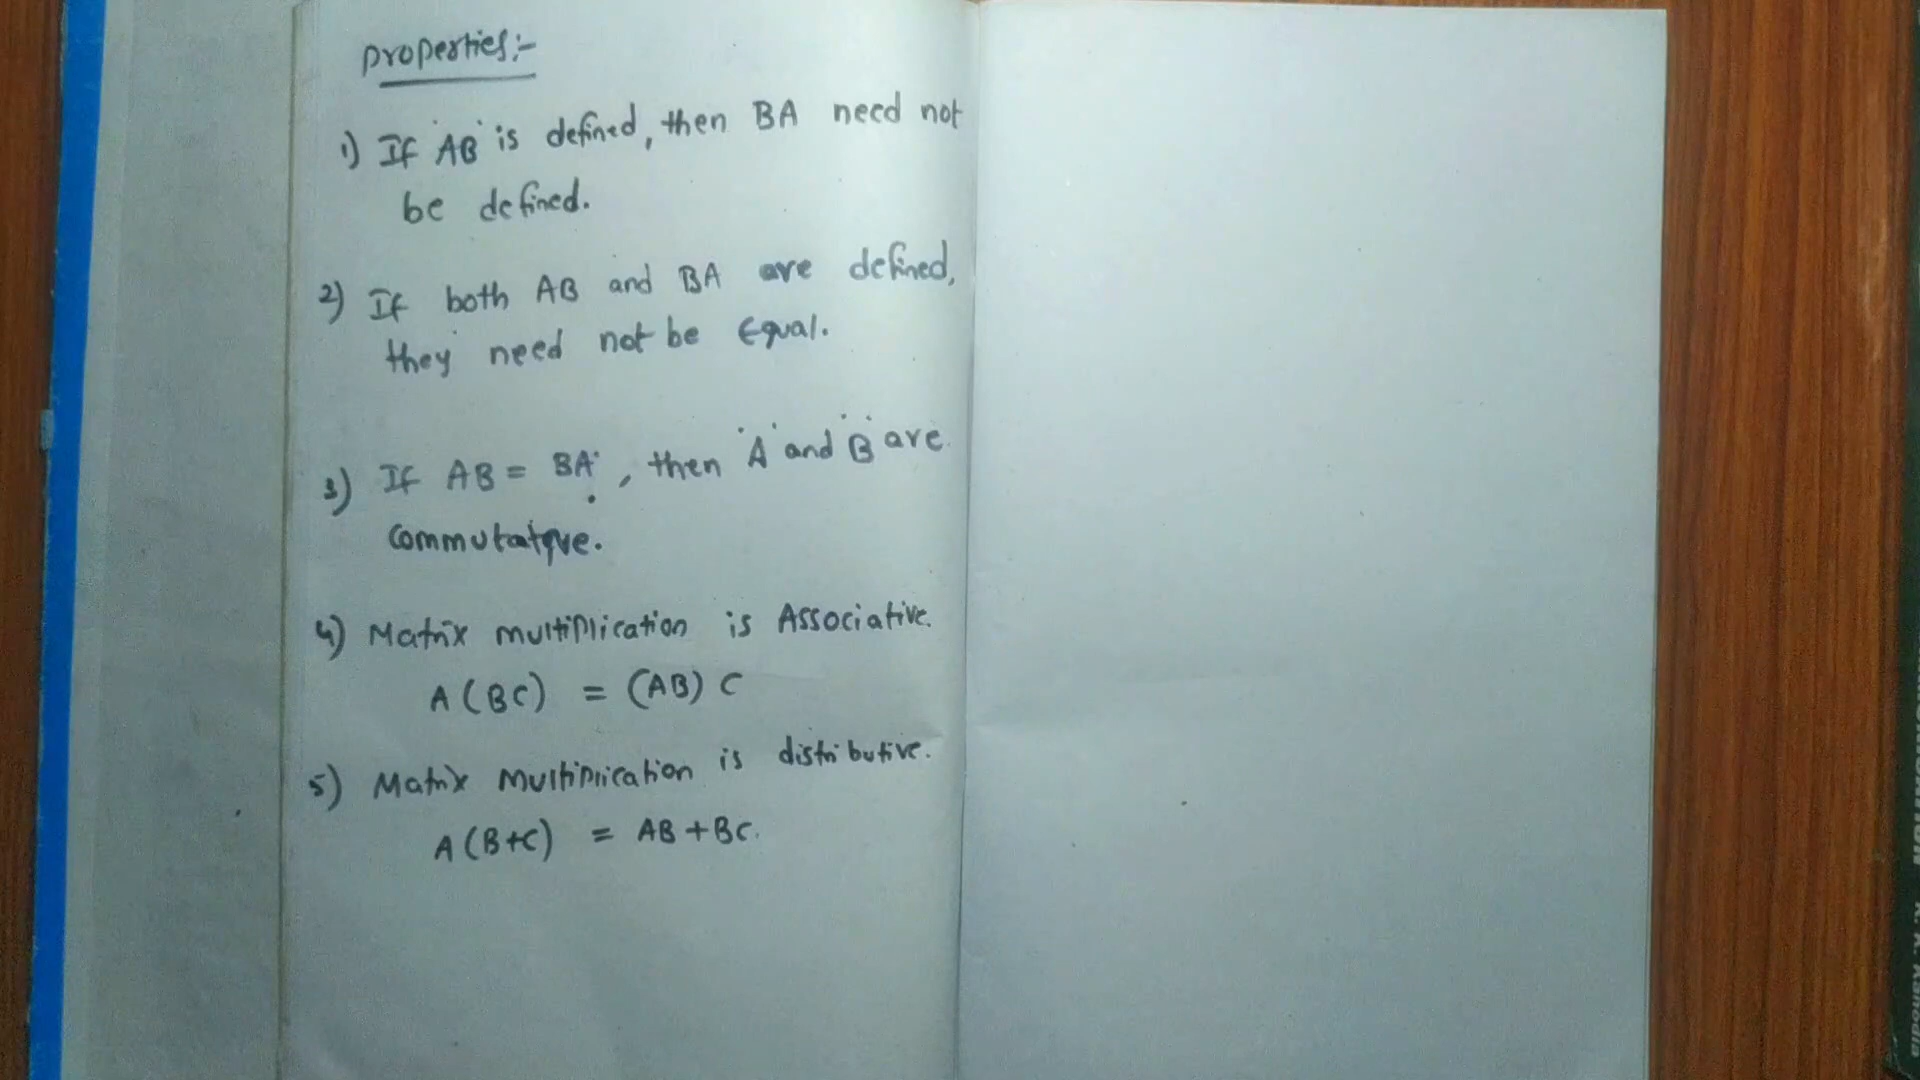 Properties:-
1) If 'AB' is defined, then BA need not
be defined.
2) If both AB and BA are defined,
they need not be Equal.
3) If AB = BA, then 'A' and 'B' are
commutative.
4) Matrix multiplication is Associative.
A(BC) = (AB) C
5) Matrix multiplication is distributive.
A(B+C) = AB+BC.